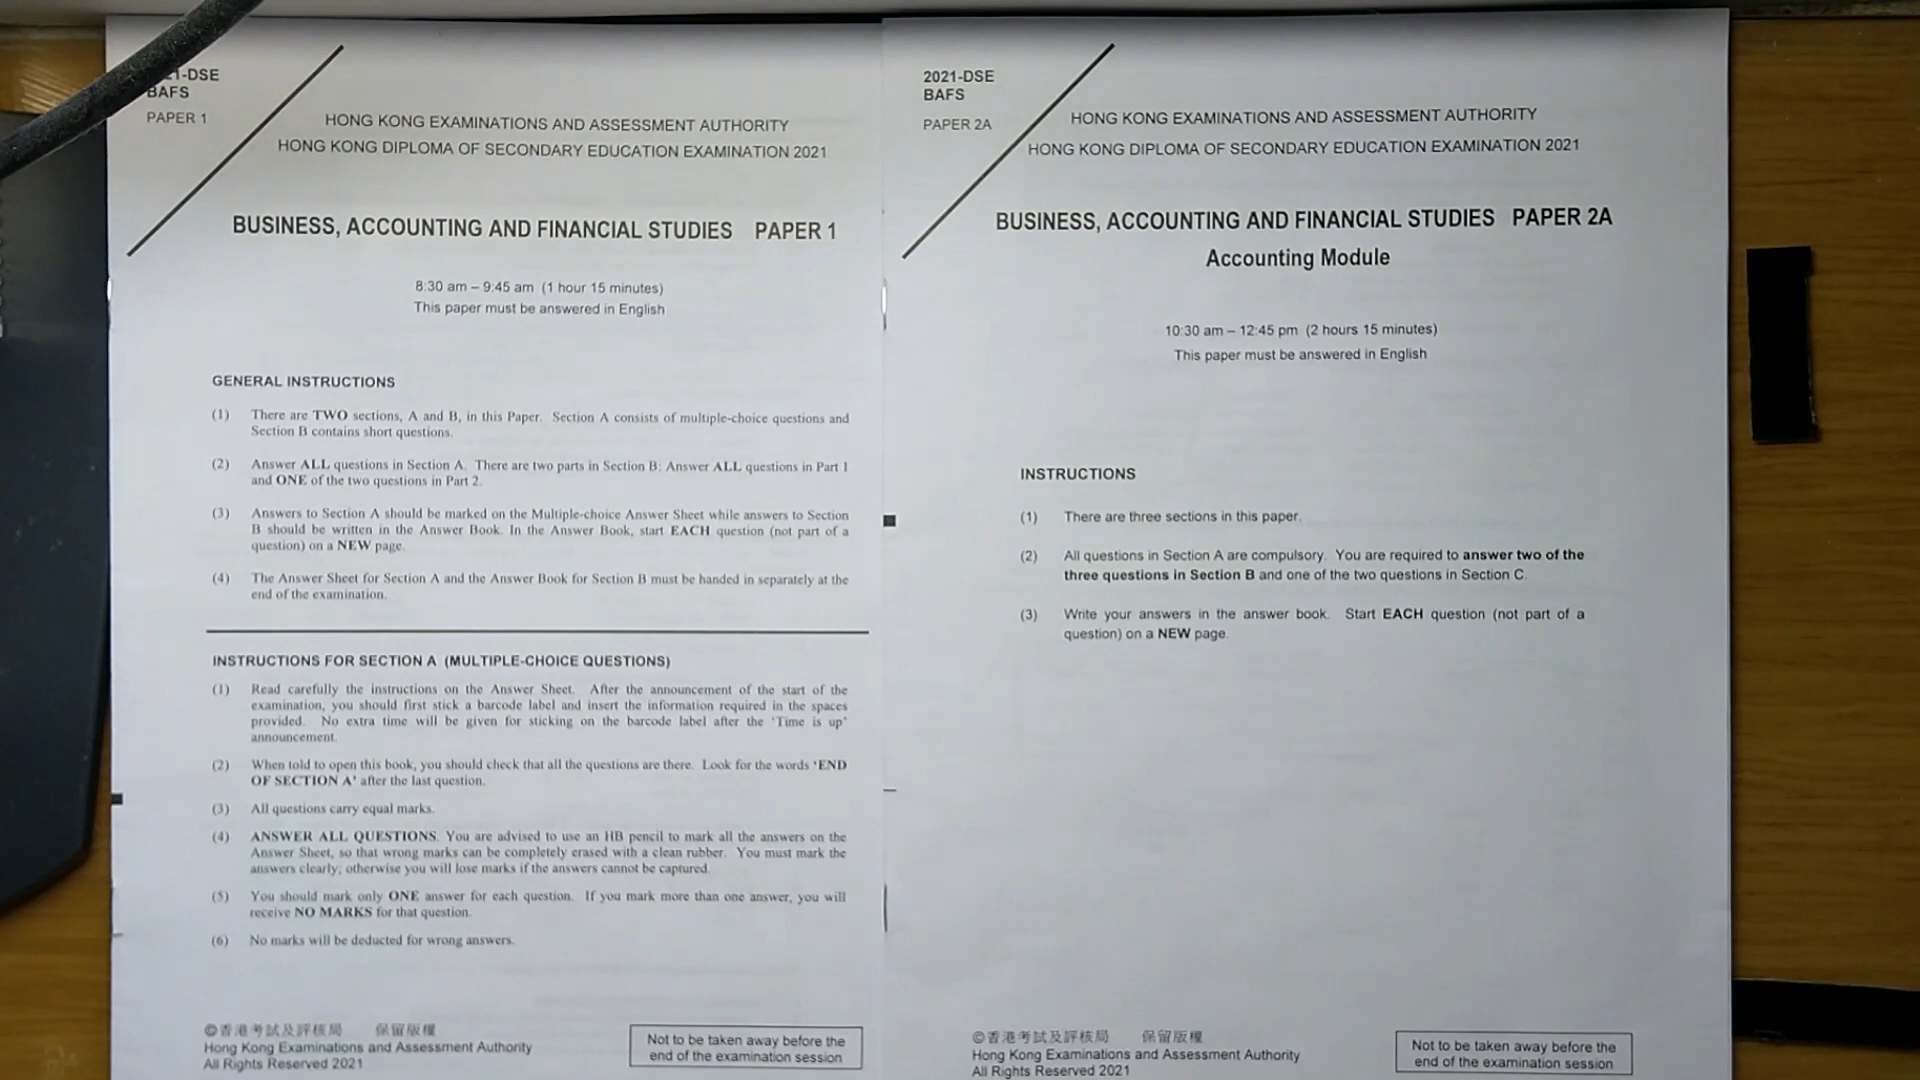 21-DSE
BAFS
PAPER 1
HONG KONG EXAMINATIONS AND ASSESSMENT AUTHORITY
HONG KONG DIPLOMA OF SECONDARY EDUCATION EXAMINATION 2021
BUSINESS, ACCOUNTING AND FINANCIAL STUDIES PAPER 1
8:30 am – 9:45 am (1 hour 15 minutes)
This paper must be answered in English
GENERAL INSTRUCTIONS
(1) There are TWO sections, A and B, in this Paper. Section A consists of multiple-choice questions and
Section B contains short questions.
(2) Answer ALL questions in Section A. There are two parts in Section B: Answer ALL questions in Part 1
and ONE of the two questions in Part 2.
(3) Answers to Section A should be marked on the Multiple-choice Answer Sheet while answers to Section
B should be written in the Answer Book. In the Answer Book, start EACH question (not part of a
question) on a NEW page.
(4) The Answer Sheet for Section A and the Answer Book for Section B must be handed in separately at the
end of the examination.
INSTRUCTIONS FOR SECTION A (MULTIPLE-CHOICE QUESTIONS)
(1) Read carefully the instructions on the Answer Sheet. After the announcement of the start of the
examination, you should first stick a barcode label and insert the information required in the spaces
provided. No extra time will be given for sticking on the barcode label after the 'Time is up'
announcement.
(2) When told to open this book, you should check that all the questions are there. Look for the words 'END
OF SECTION A' after the last question.
(3) All questions carry equal marks.
(4) ANSWER ALL QUESTIONS. You are advised to use an HB pencil to mark all the answers on the
Answer Sheet, so that wrong marks can be completely erased with a clean rubber. You must mark the
answers clearly; otherwise you will lose marks if the answers cannot be captured.
(5) You should mark only ONE answer for each question. If you mark more than one answer, you will
receive NO MARKS for that question.
(6) No marks will be deducted for wrong answers.
©香港考試及評核局 保留版權
Hong Kong Examinations and Assessment Authority
All Rights Reserved 2021
Not to be taken away before the
end of the examination session
2021-DSE
BAFS
PAPER 2A
HONG KONG EXAMINATIONS AND ASSESSMENT AUTHORITY
HONG KONG DIPLOMA OF SECONDARY EDUCATION EXAMINATION 2021
BUSINESS, ACCOUNTING AND FINANCIAL STUDIES PAPER 2A
Accounting Module
10:30 am – 12:45 pm (2 hours 15 minutes)
This paper must be answered in English
INSTRUCTIONS
(1) There are three sections in this paper.
(2) All questions in Section A are compulsory. You are required to answer two of the
three questions in Section B and one of the two questions in Section C.
(3) Write your answers in the answer book. Start EACH question (not part of a
question) on a NEW page.
©香港考試及評核局 保留版權
Hong Kong Examinations and Assessment Authority
All Rights Reserved 2021
Not to be taken away before the
end of the examination session